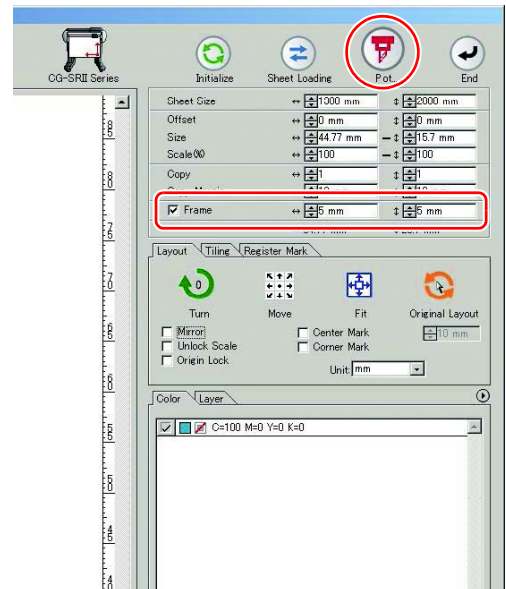 CG-SRII Series
Initialize
Sheet Loading
Pot..
End
Sheet Size ↔ 1300 mm ↕ 2000 mm
Offset ↔ 0 mm ↕ 0 mm
Size ↔ 44.77 mm ↕ 15.7 mm
Scale(%) ↔ 100 ↕ 100
Copy ↔ 1 ↕ 1
Frame ↔ 5 mm ↕ 5 mm
Layout Tiling Register Mark
0
Turn Move Fit Original Layout
Mirror Center Mark 10 mm
Unlock Scale Corner Mark
Origin Lock
Unit mm
Color Layer
C=100 M=0 Y=0 K=0